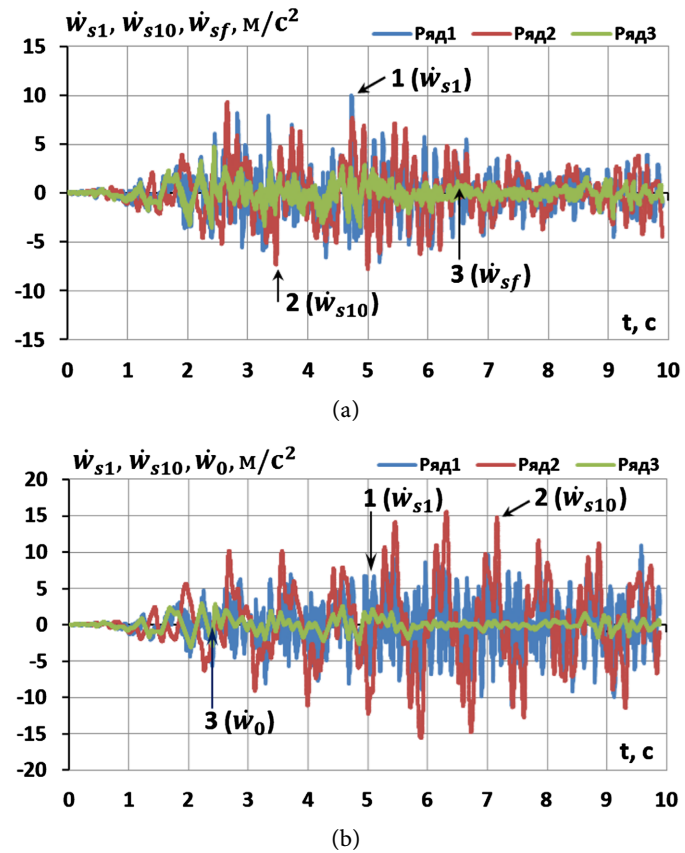 ẇs1, ẇs10, ẇsf, м/с²
Ряд1 Ряд2 Ряд3
15
10
5
0
-5
-10
-15
1 (ẇs1)
2 (ẇs10)
3 (ẇsf)
t, c
0 1 2 3 4 5 6 7 8 9 10
(a)
ẇs1, ẇs10, ẇ0, м/с²
Ряд1 Ряд2 Ряд3
20
15
10
5
0
-5
-10
-15
-20
1 (ẇs1)
2 (ẇs10)
3 (ẇ0)
t, c
0 1 2 3 4 5 6 7 8 9 10
(b)